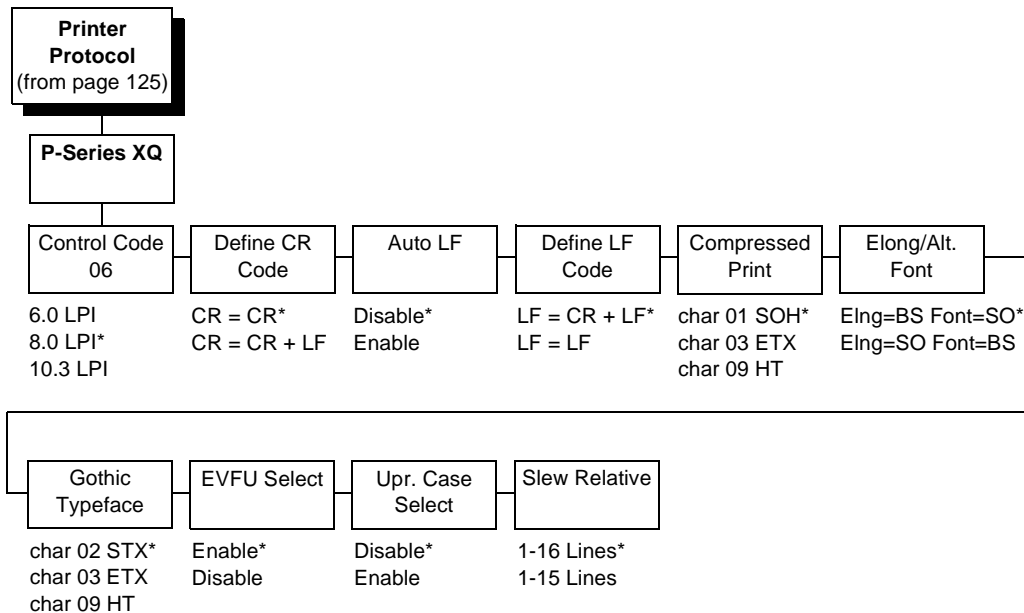 Printer
Protocol
(from page 125)
P-Series XQ
Control Code
06
6.0 LPI
8.0 LPI*
10.3 LPI
Define CR
Code
CR = CR*
CR = CR + LF
Auto LF
Disable*
Enable
Define LF
Code
LF = CR + LF*
LF = LF
Compressed
Print
char 01 SOH*
char 03 ETX
char 09 HT
Elong/Alt.
Font
Elng=BS Font=SO*
Elng=SO Font=BS
Gothic
Typeface
char 02 STX*
char 03 ETX
char 09 HT
EVFU Select
Enable*
Disable
Upr. Case
Select
Disable*
Enable
Slew Relative
1-16 Lines*
1-15 Lines